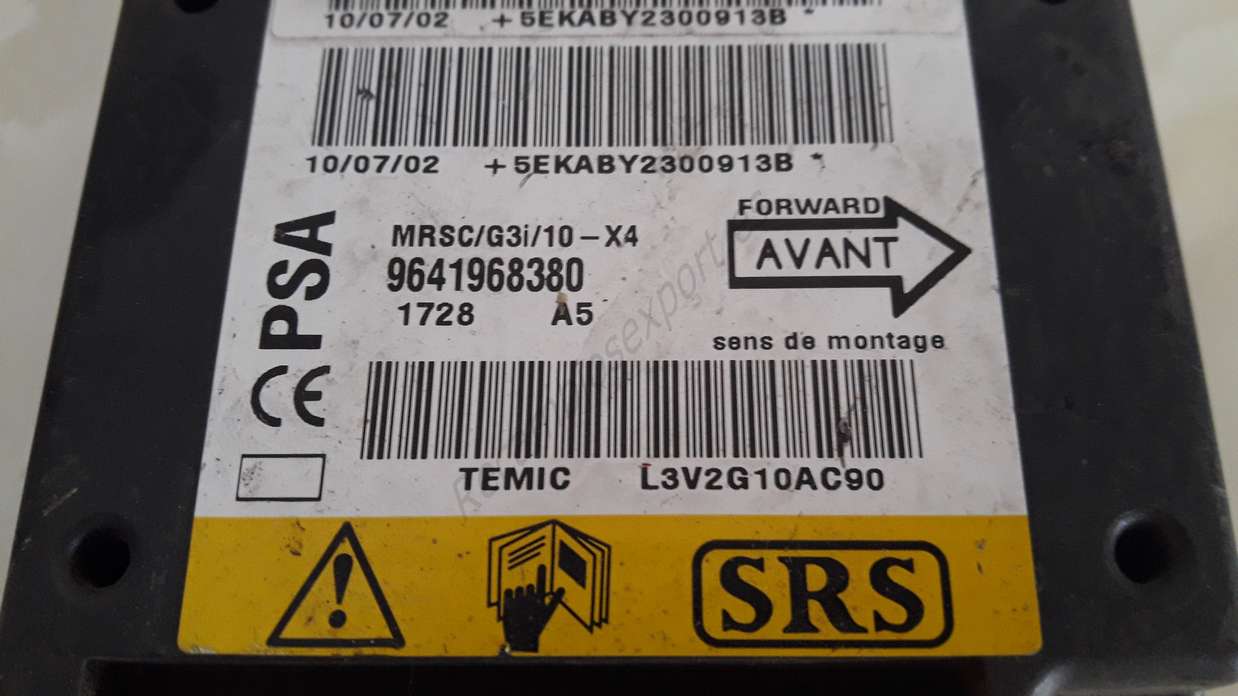 10/07/02 +5EKABY2300913B *
10/07/02 +5EKABY2300913B *
FORWARD
AVANT
sens de montage
PSA
CE
MRSC/G3i/10-X4
9641968380
1728 A5
TEMIC L3V2G10AC90
SRS